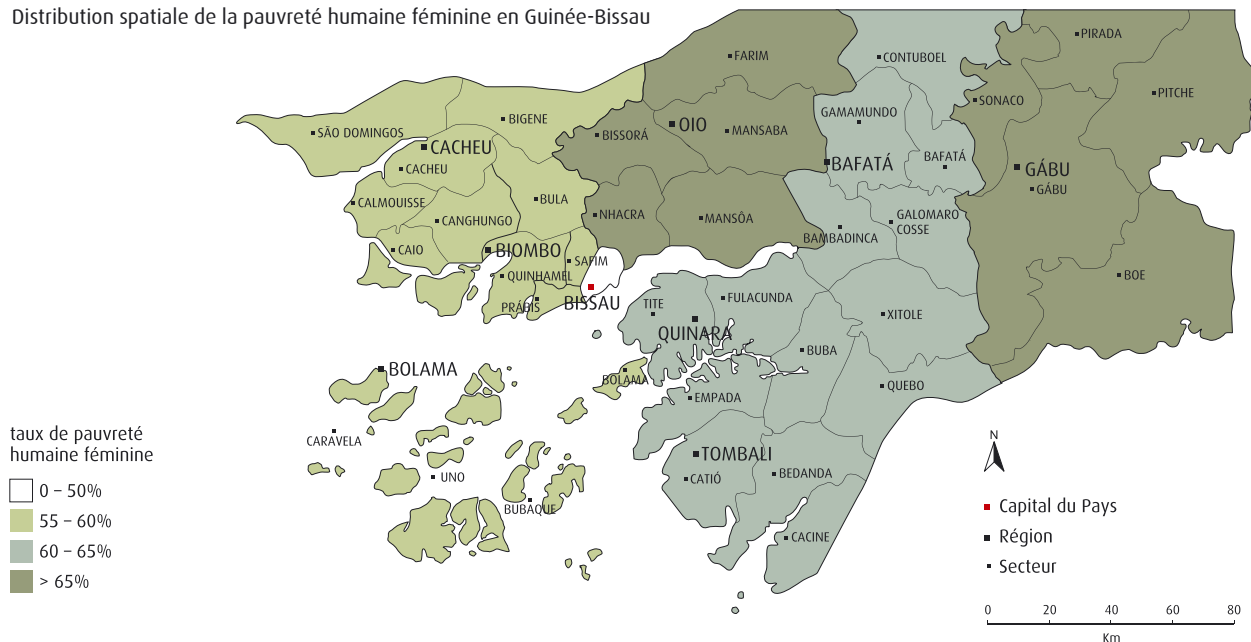 Distribution spatiale de la pauvreté humaine féminine en Guinée-Bissau
FARIM
PIRADA
CONTUBOEL
PITCHE
SONACO
SÃO DOMINGOS
BIGENE
BISSORÁ
OIO
MANSABA
GAMAMUNDO
CACHEU
CACHEU
BAFATÁ
BAFATÁ
GÁBU
GÁBU
CALMOUISSE
BULA
CANGHUNGO
NHACRA
MANSÔA
GALOMARO
COSSE
BAMBADINCA
CAIO
BIOMBO
SAFIM
QUINHAMEL
BOE
PRÁBIS
BISSAU
TITE
FULACUNDA
XITOLE
QUINARA
BUBA
BOLAMA
BOLAMA
QUEBO
EMPADA
CARAVELA
TOMBALI
UNO
CATIÓ
BEDANDA
BUBAQUE
CACINE
taux de pauvreté
humaine féminine
0 – 50%
55 – 60%
60 – 65%
> 65%
N
Capital du Pays
Région
Secteur
0 20 40 60 80
Km